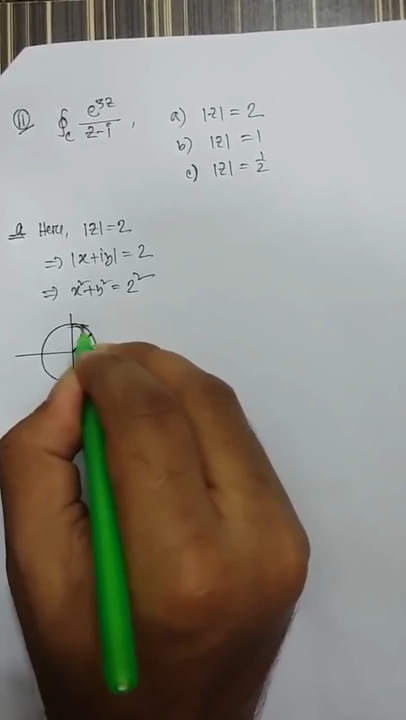 ⑪ ∮_c e^{3z}/(z-i) , a) |z| = 2
b) |z| = 1
c) |z| = 1/2
a Here, |z| = 2
⇒ |x+iy| = 2
⇒ x²+y² = 2²